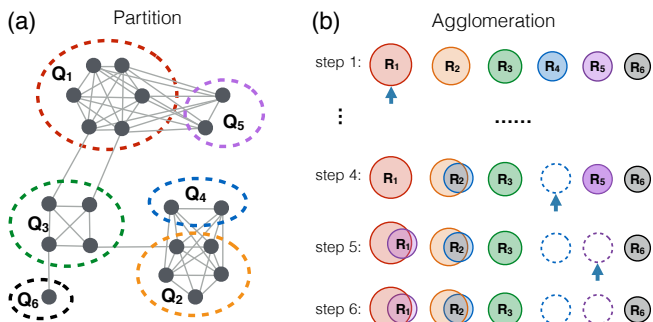 (a) Partition
Q1
Q5
Q4
Q3
Q2
Q6
(b) Agglomeration
step 1: R1 R2 R3 R4 R5 R6
⋮ ......
step 4: R1 R2 R3 R5 R6
step 5: R1 R2 R3 R6
step 6: R1 R2 R3 R6